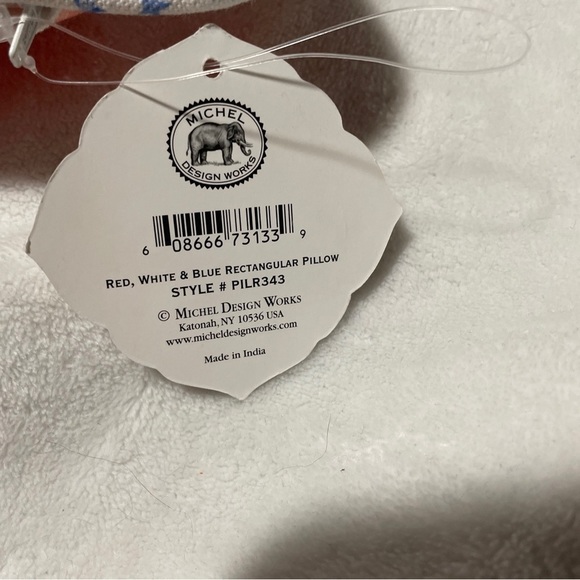 MICHEL
DESIGN WORKS
6 08666 73133 9
RED, WHITE & BLUE RECTANGULAR PILLOW
STYLE # PILR343
© MICHEL DESIGN WORKS
Katonah, NY 10536 USA
www.micheldesignworks.com
Made in India